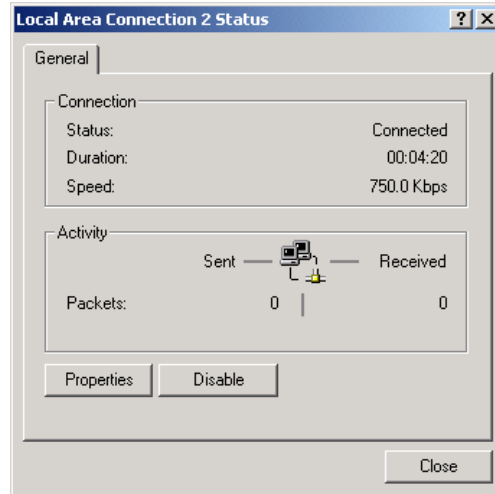 Local Area Connection 2 Status
General
Connection
Status: Connected
Duration: 00:04:20
Speed: 750.0 Kbps
Activity
Sent Received
Packets: 0 0
Properties Disable
Close